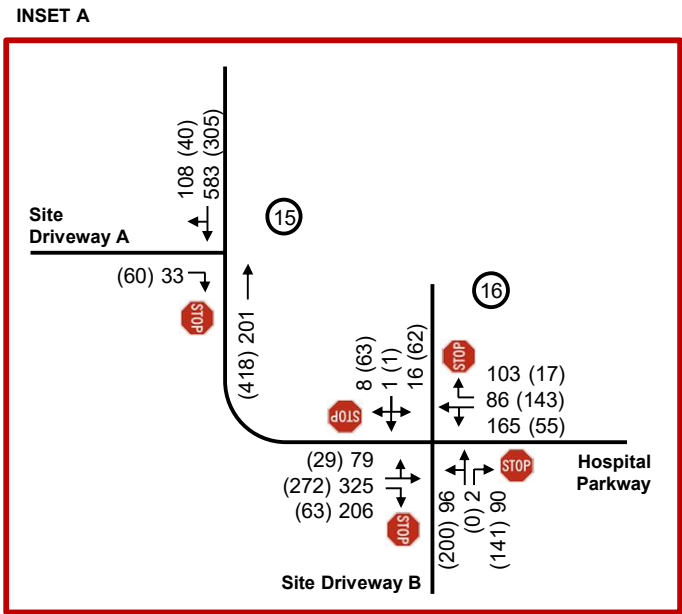 INSET A
108 (40)
583 (305)
Site
Driveway A
15
(60) 33
STOP
(418) 201
16
8 (63)
1 (1)
16 (62)
STOP
103 (17)
86 (143)
165 (55)
STOP
(29) 79
(272) 325
(63) 206
STOP
(200) 96
(0) 2
(141) 90
STOP
Hospital
Parkway
Site Driveway B